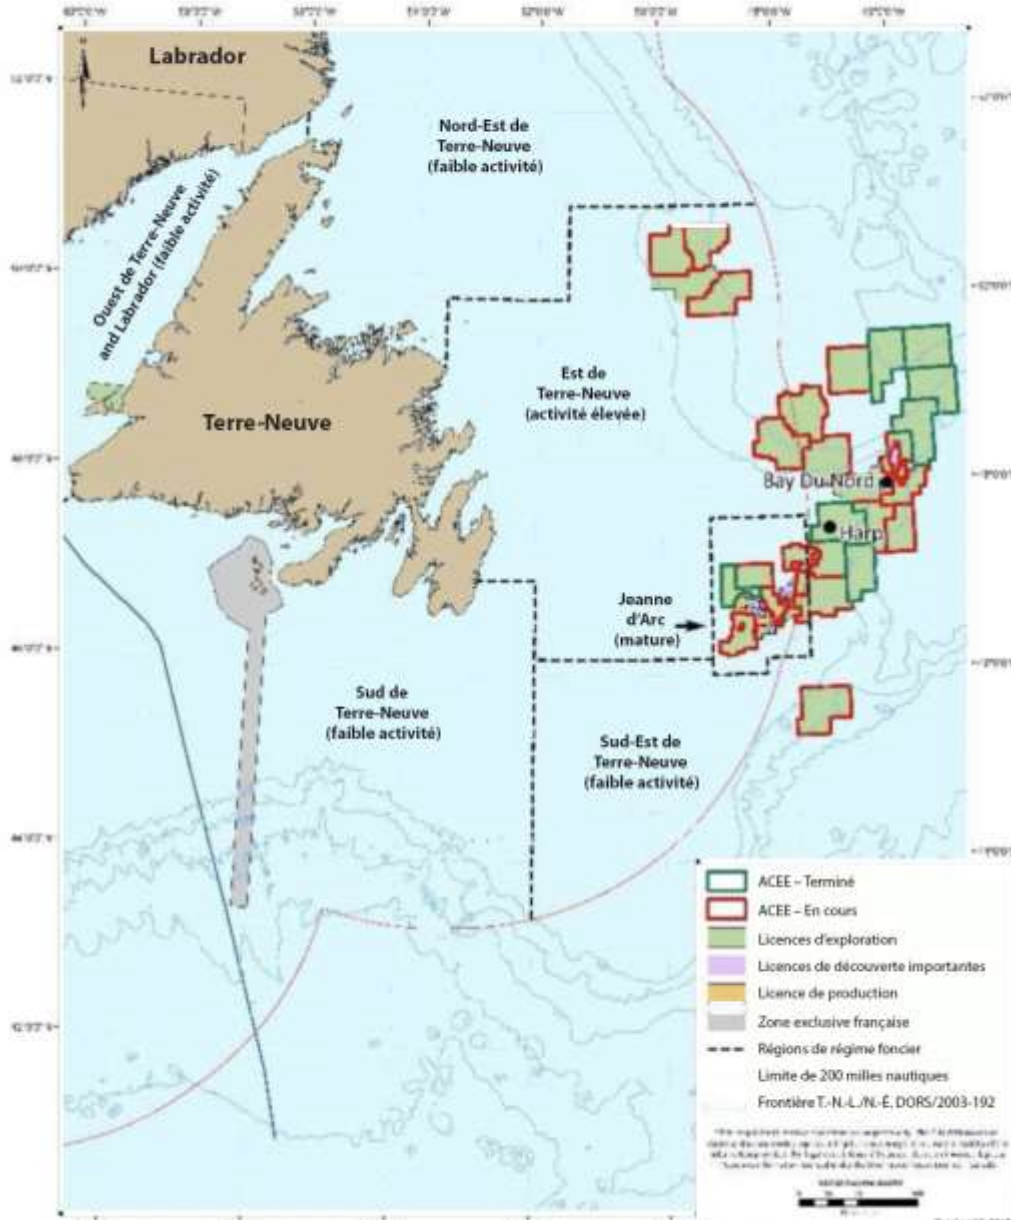 Labrador
Nord-Est de
Terre-Neuve
(faible activité)
Ouest de Terre-Neuve
and Labrador (faible activité)
Est de
Terre-Neuve
(activité élevée)
Terre-Neuve
Bay Du Nord
Harp
Jeanne
d'Arc
(mature)
Sud de
Terre-Neuve
(faible activité)
Sud-Est de
Terre-Neuve
(faible activité)
ACEE – Terminé
ACEE – En cours
Licences d'exploration
Licences de découverte importantes
Licence de production
Zone exclusive française
Régions de régime foncier
Limite de 200 milles nautiques
Frontière T.-N.-L./N.-É, DORS/2003-192